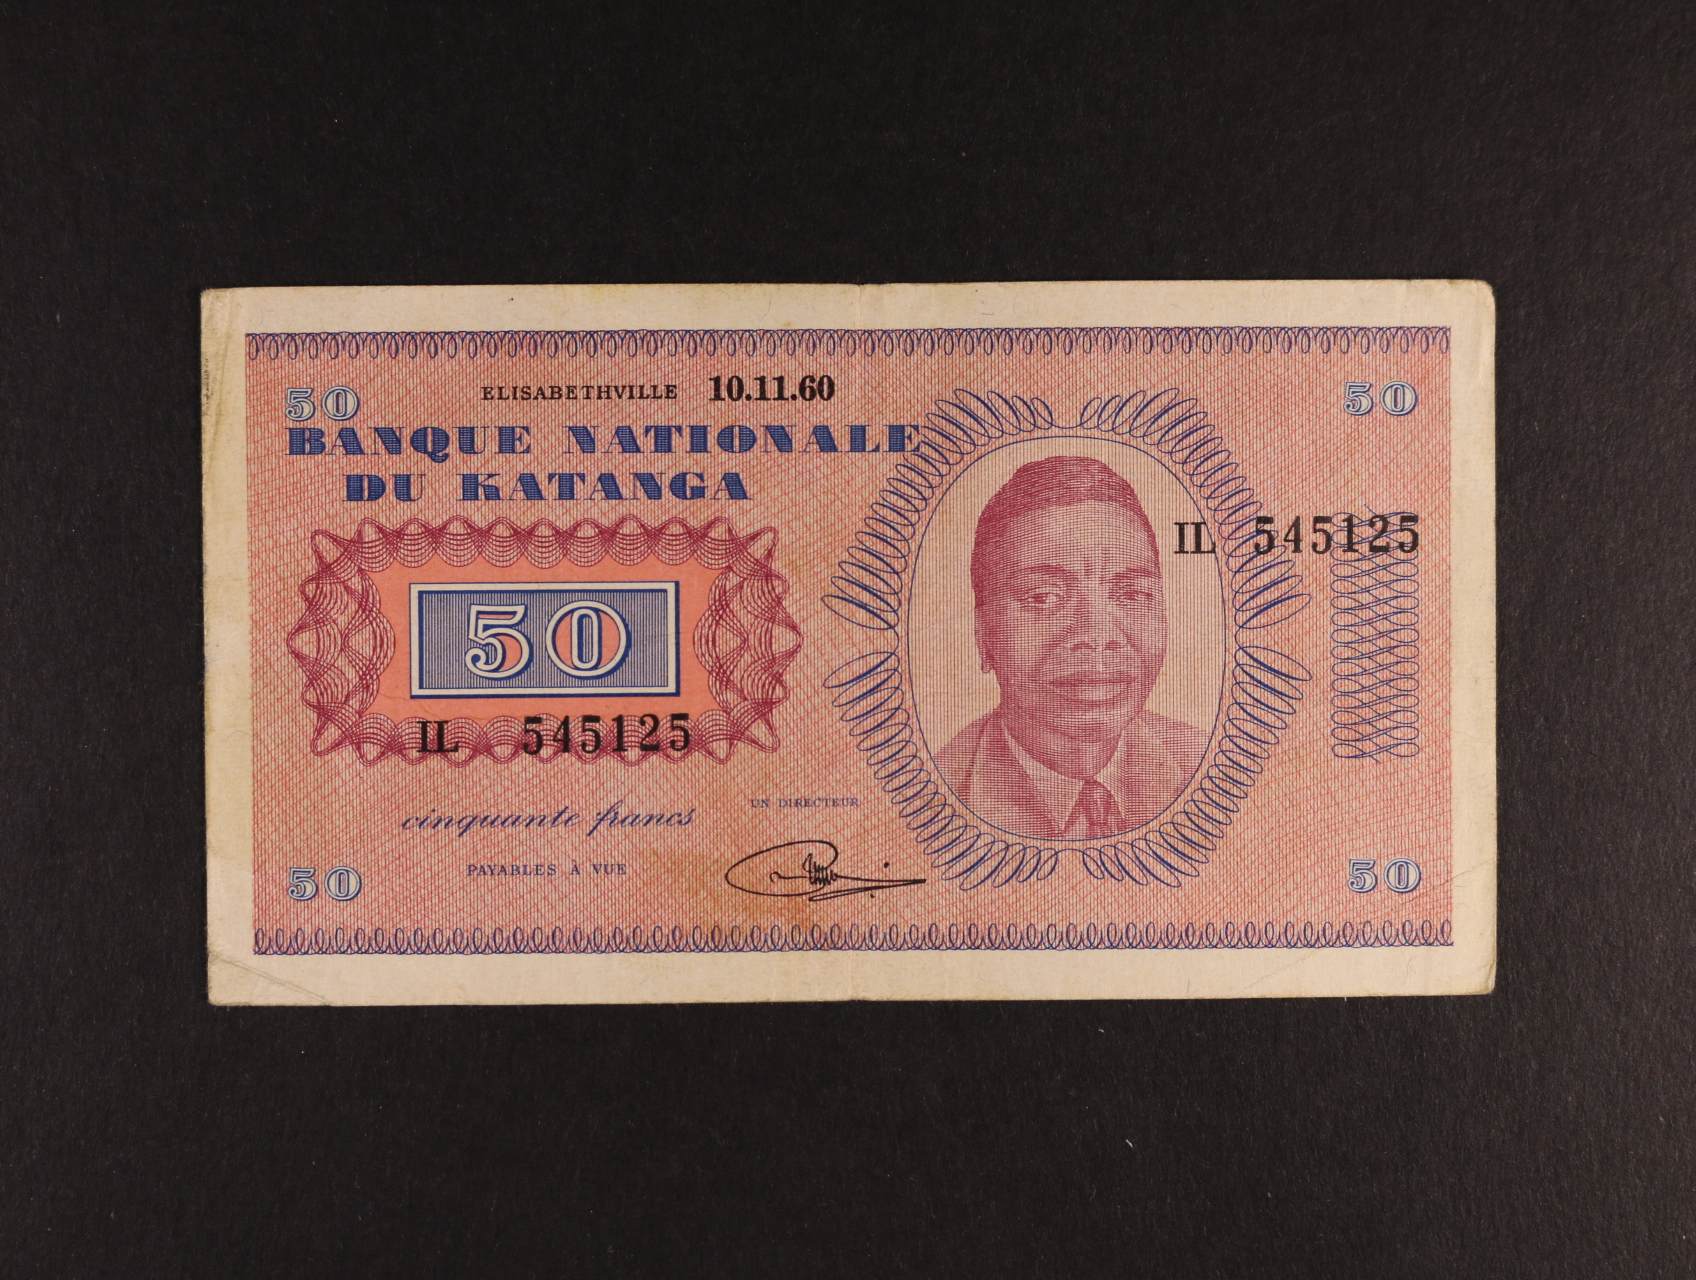 50 ELISABETHVILLE 10.11.60 50
BANQUE NATIONALE
DU KATANGA
IL 545125
50
IL 545125
cinquante francs
UN DIRECTEUR
PAYABLES À VUE
50 50